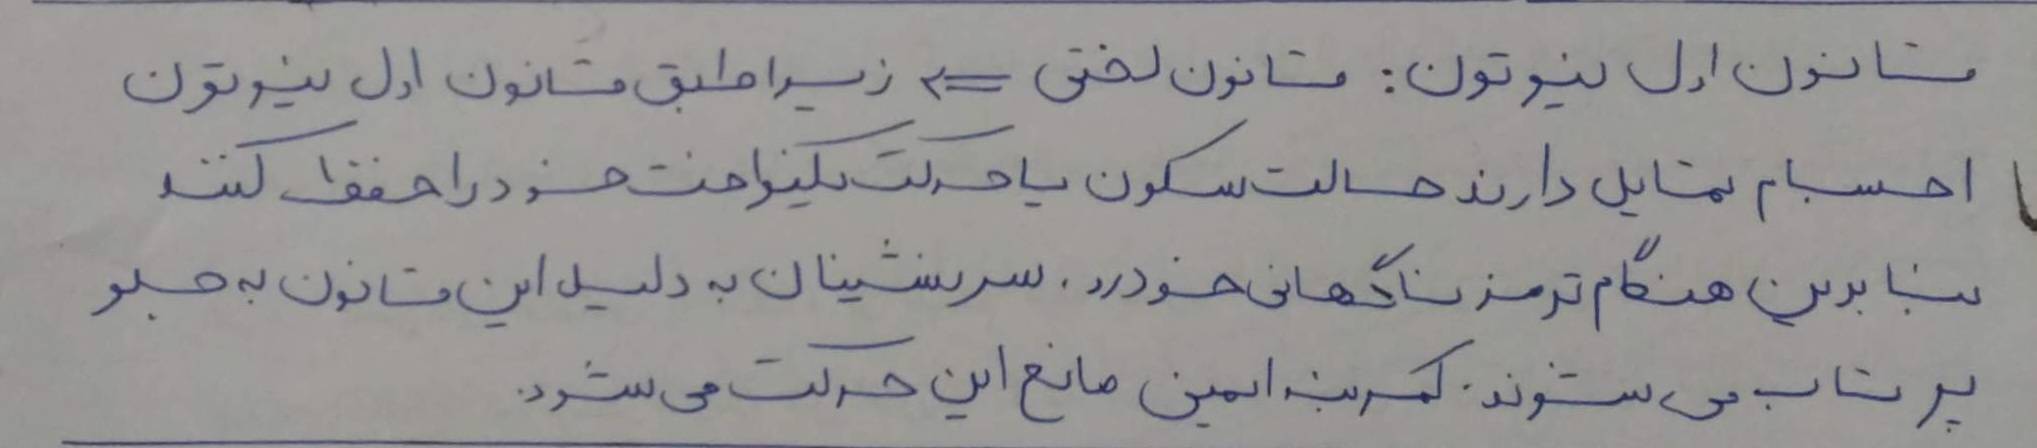 قانون اول نیوتون: قانون لختی ⇐ زیرا طبق قانون اول نیوتون
اجسام تمایل دارند حالت سکون یا حرکت یکنواخت خود را حفظ کنند
بنابرین هنگام ترمز ناگهانی خودرو، سرنشینان به دلیل این قانون به جلو
پرتاب می شوند. کمربند ایمنی مانع این حرکت می شود.